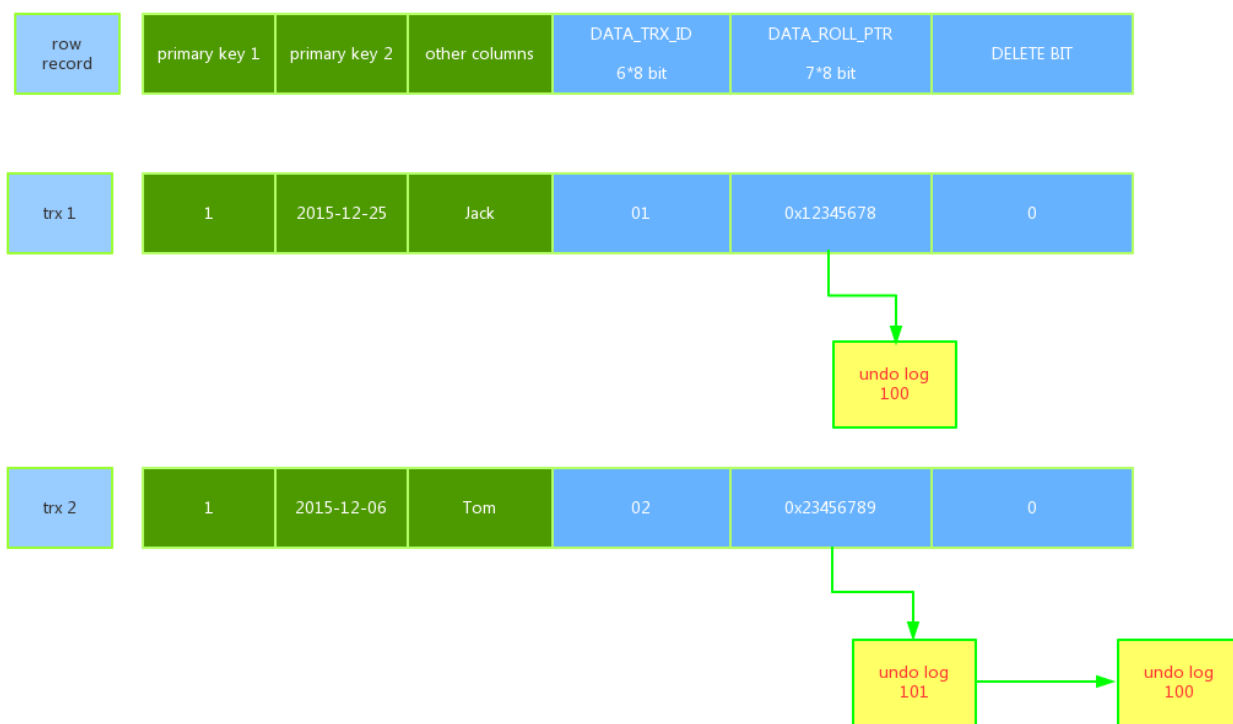 row
record
primary key 1
primary key 2
other columns
DATA_TRX_ID
6*8 bit
DATA_ROLL_PTR
7*8 bit
DELETE BIT
trx 1
1
2015-12-25
Jack
01
0x12345678
0
undo log
100
trx 2
1
2015-12-06
Tom
02
0x23456789
0
undo log
101
undo log
100